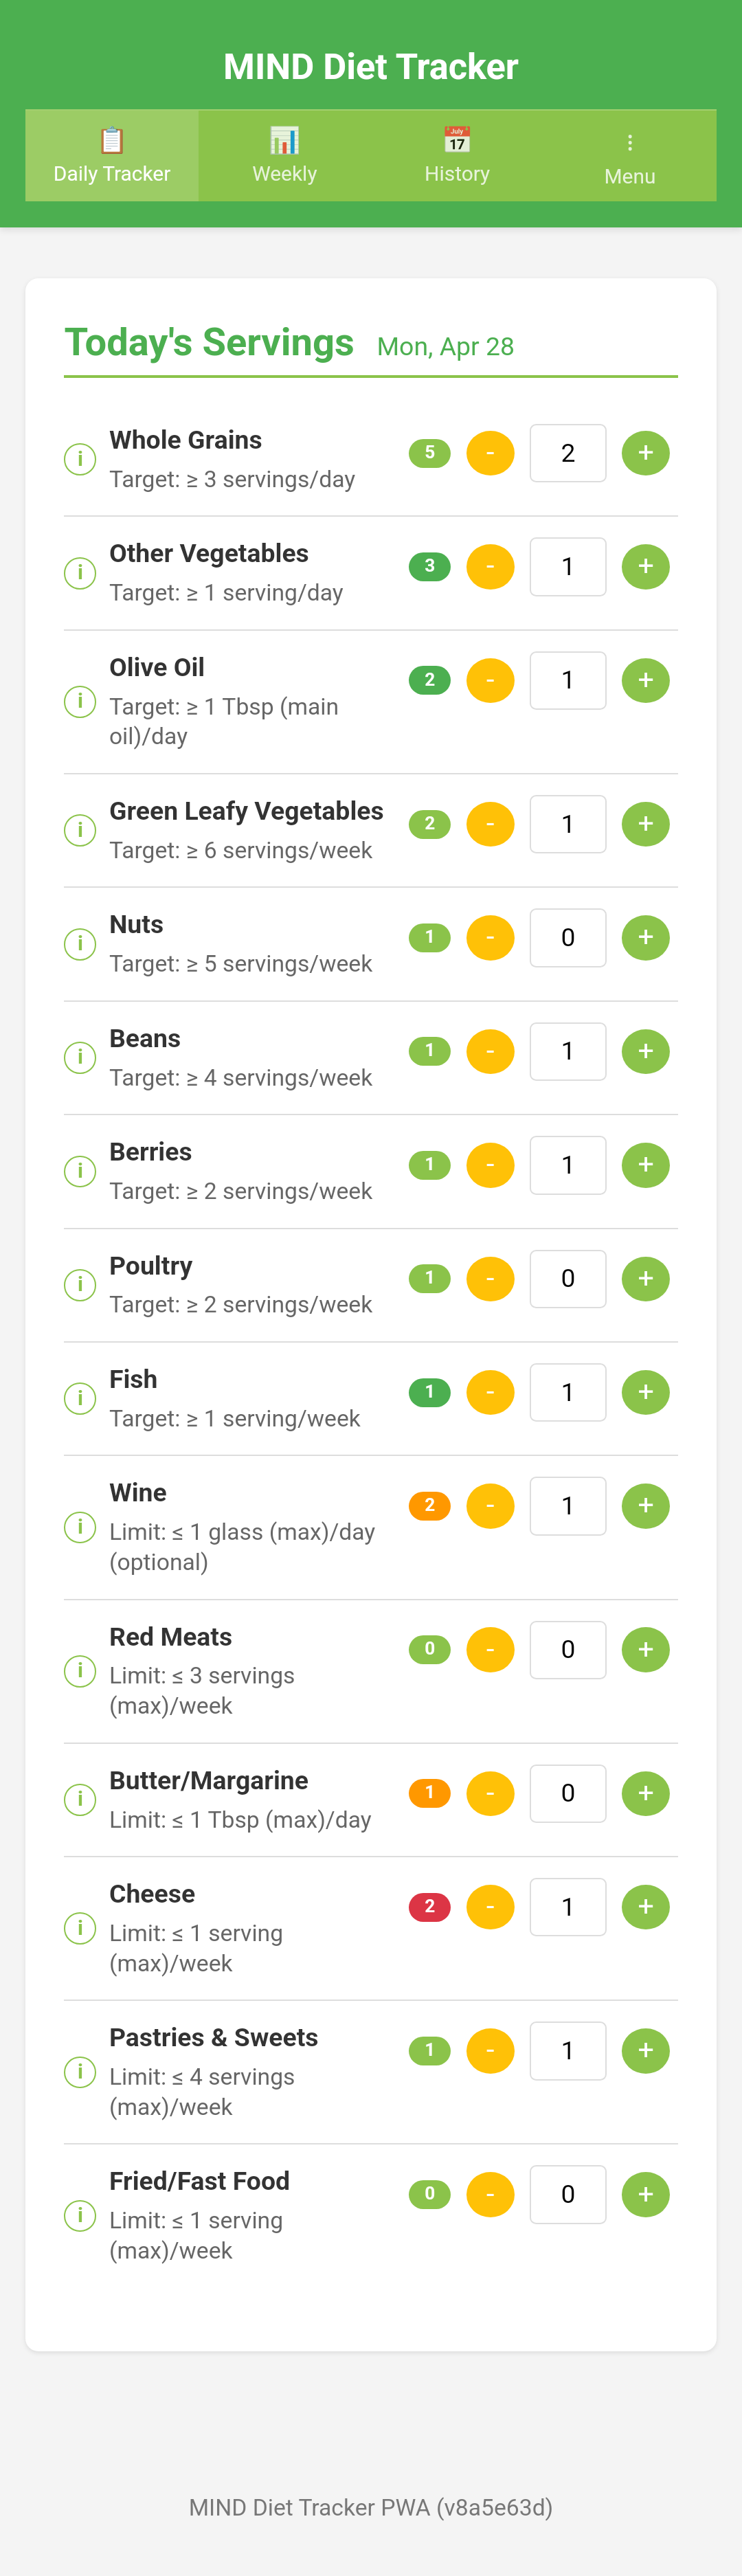 MIND Diet Tracker
Daily Tracker
Weekly
July
17
History
Menu
Today's Servings Mon, Apr 28
i
Whole Grains
Target: ≥ 3 servings/day
5 - 2 +
i
Other Vegetables
Target: ≥ 1 serving/day
3 - 1 +
i
Olive Oil
Target: ≥ 1 Tbsp (main
oil)/day
2 - 1 +
i
Green Leafy Vegetables
Target: ≥ 6 servings/week
2 - 1 +
i
Nuts
Target: ≥ 5 servings/week
1 - 0 +
i
Beans
Target: ≥ 4 servings/week
1 - 1 +
i
Berries
Target: ≥ 2 servings/week
1 - 1 +
i
Poultry
Target: ≥ 2 servings/week
1 - 0 +
i
Fish
Target: ≥ 1 serving/week
1 - 1 +
i
Wine
Limit: ≤ 1 glass (max)/day
(optional)
2 - 1 +
i
Red Meats
Limit: ≤ 3 servings
(max)/week
0 - 0 +
i
Butter/Margarine
Limit: ≤ 1 Tbsp (max)/day
1 - 0 +
i
Cheese
Limit: ≤ 1 serving
(max)/week
2 - 1 +
i
Pastries & Sweets
Limit: ≤ 4 servings
(max)/week
1 - 1 +
i
Fried/Fast Food
Limit: ≤ 1 serving
(max)/week
0 - 0 +
MIND Diet Tracker PWA (v8a5e63d)